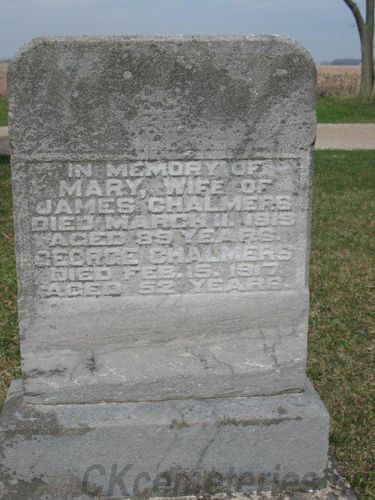 IN MEMORY OF
MARY, WIFE OF
JAMES CHALMERS
DIED MARCH 11, 1913
AGED 89 YEARS.
GEORGE CHALMERS
DIED FEB. 15, 1917.
AGED 52 YEARS.
CKcemeteries